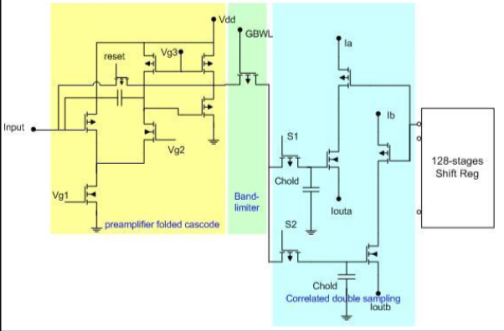 Vdd
GBWL
reset
Vg3
Ia
Input
Ib
S1
Vg2
128-stages
Shift Reg
Chold
Vg1
Band-
limiter
Iouta
preamplifier folded cascode
S2
Chold
Correlated double sampling
Ioutb